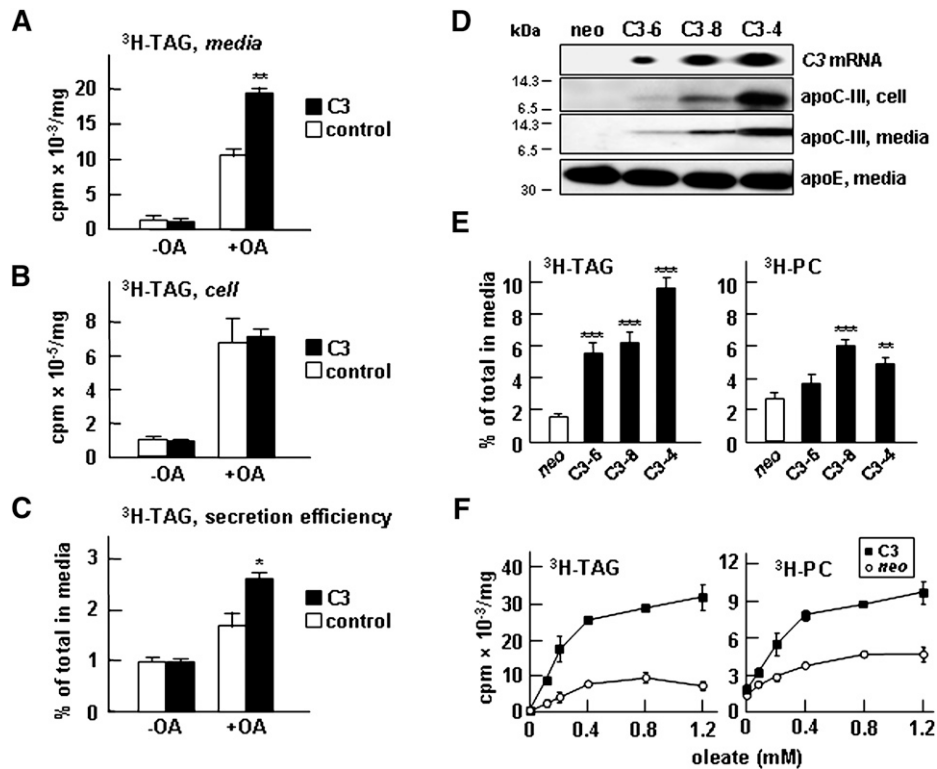 A
³H-TAG, media
cpm × 10⁻³/mg
20
15
10
5
0
**
C3
control
-OA
+OA
B
³H-TAG, cell
cpm × 10⁻⁵/mg
8
6
4
2
0
C3
control
-OA
+OA
C
³H-TAG, secretion efficiency
% of total in media
3
2
1
0
*
C3
control
-OA
+OA
D
kDa neo C3-6 C3-8 C3-4
C3 mRNA
14.3
6.5
apoC-III, cell
14.3
6.5
apoC-III, media
30
apoE, media
E
³H-TAG
% of total in media
10
8
6
4
2
0
***
***
***
neo C3-6 C3-8 C3-4
³H-PC
10
8
6
4
2
0
***
**
neo C3-6 C3-8 C3-4
F
³H-TAG
cpm × 10⁻³/mg
40
30
20
10
0
0 0.4 0.8 1.2
³H-PC
C3
neo
12
9
6
3
0
0 0.4 0.8 1.2
oleate (mM)